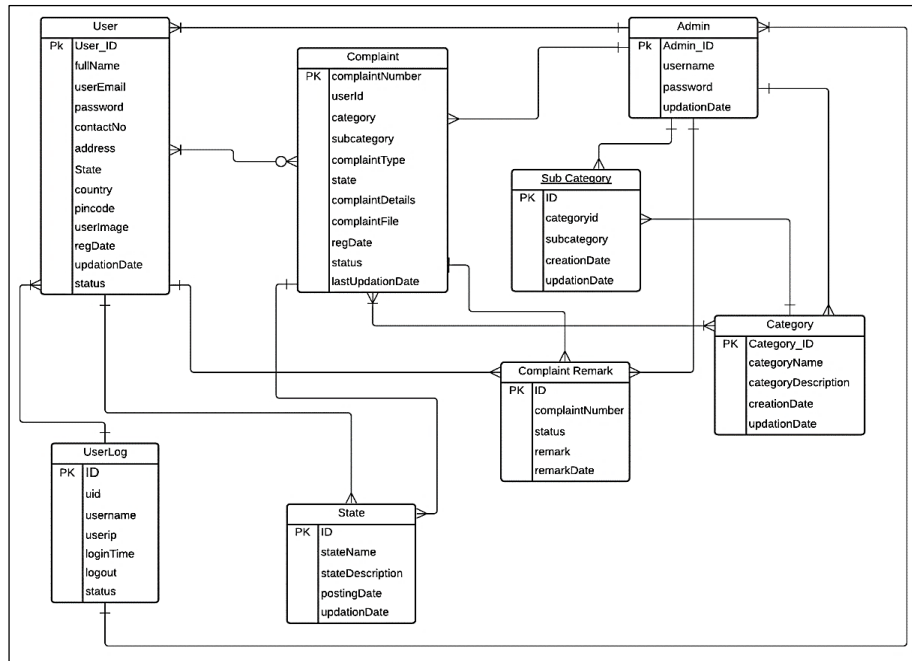 User
Pk User_ID
fullName
userEmail
password
contactNo
address
State
country
pincode
userImage
regDate
updationDate
status
Complaint
PK complaintNumber
userId
category
subcategory
complaintType
state
complaintDetails
complaintFile
regDate
status
lastUpdationDate
Admin
Pk Admin_ID
username
password
updationDate
Sub Category
PK ID
categoryid
subcategory
creationDate
updationDate
Category
PK Category_ID
categoryName
categoryDescription
creationDate
updationDate
Complaint Remark
PK ID
complaintNumber
status
remark
remarkDate
UserLog
PK ID
uid
username
userip
loginTime
logout
status
State
PK ID
stateName
stateDescription
postingDate
updationDate